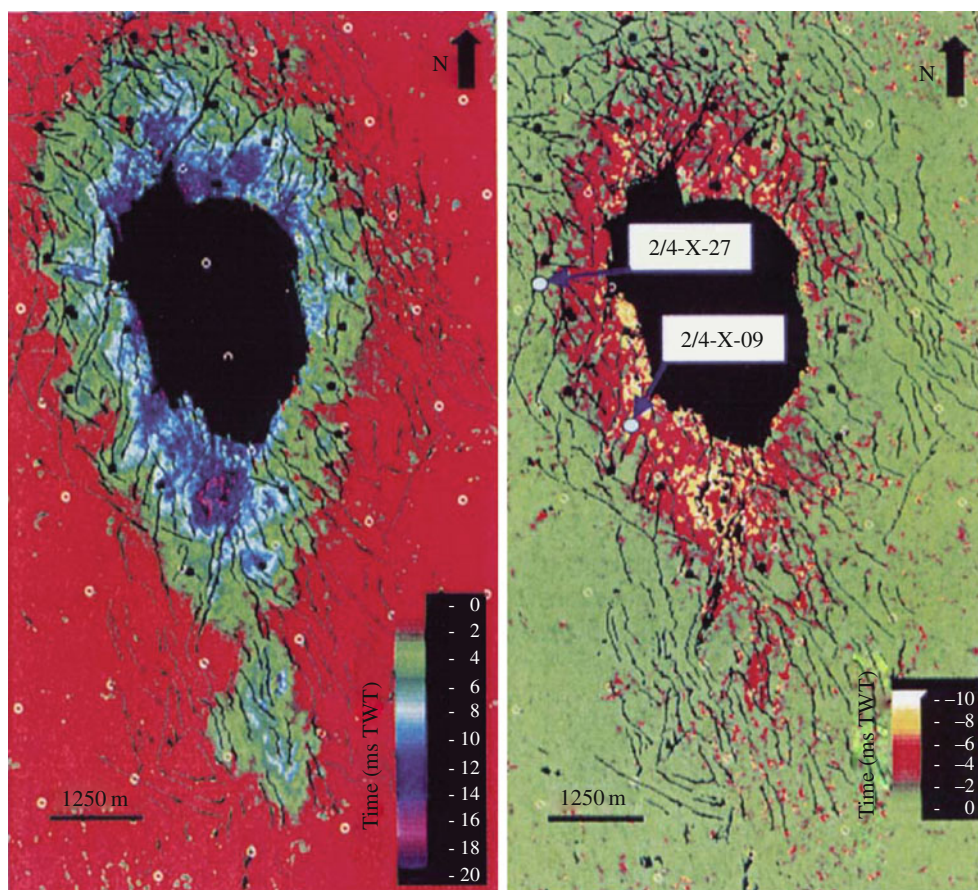 N
1250 m
Time (ms TWT)
- 0
- 2
- 4
- 6
- 8
- 10
- 12
- 14
- 16
- 18
- 20
N
2/4-X-27
2/4-X-09
1250 m
Time (ms TWT)
- -10
- -8
- -6
- -4
- -2
- 0